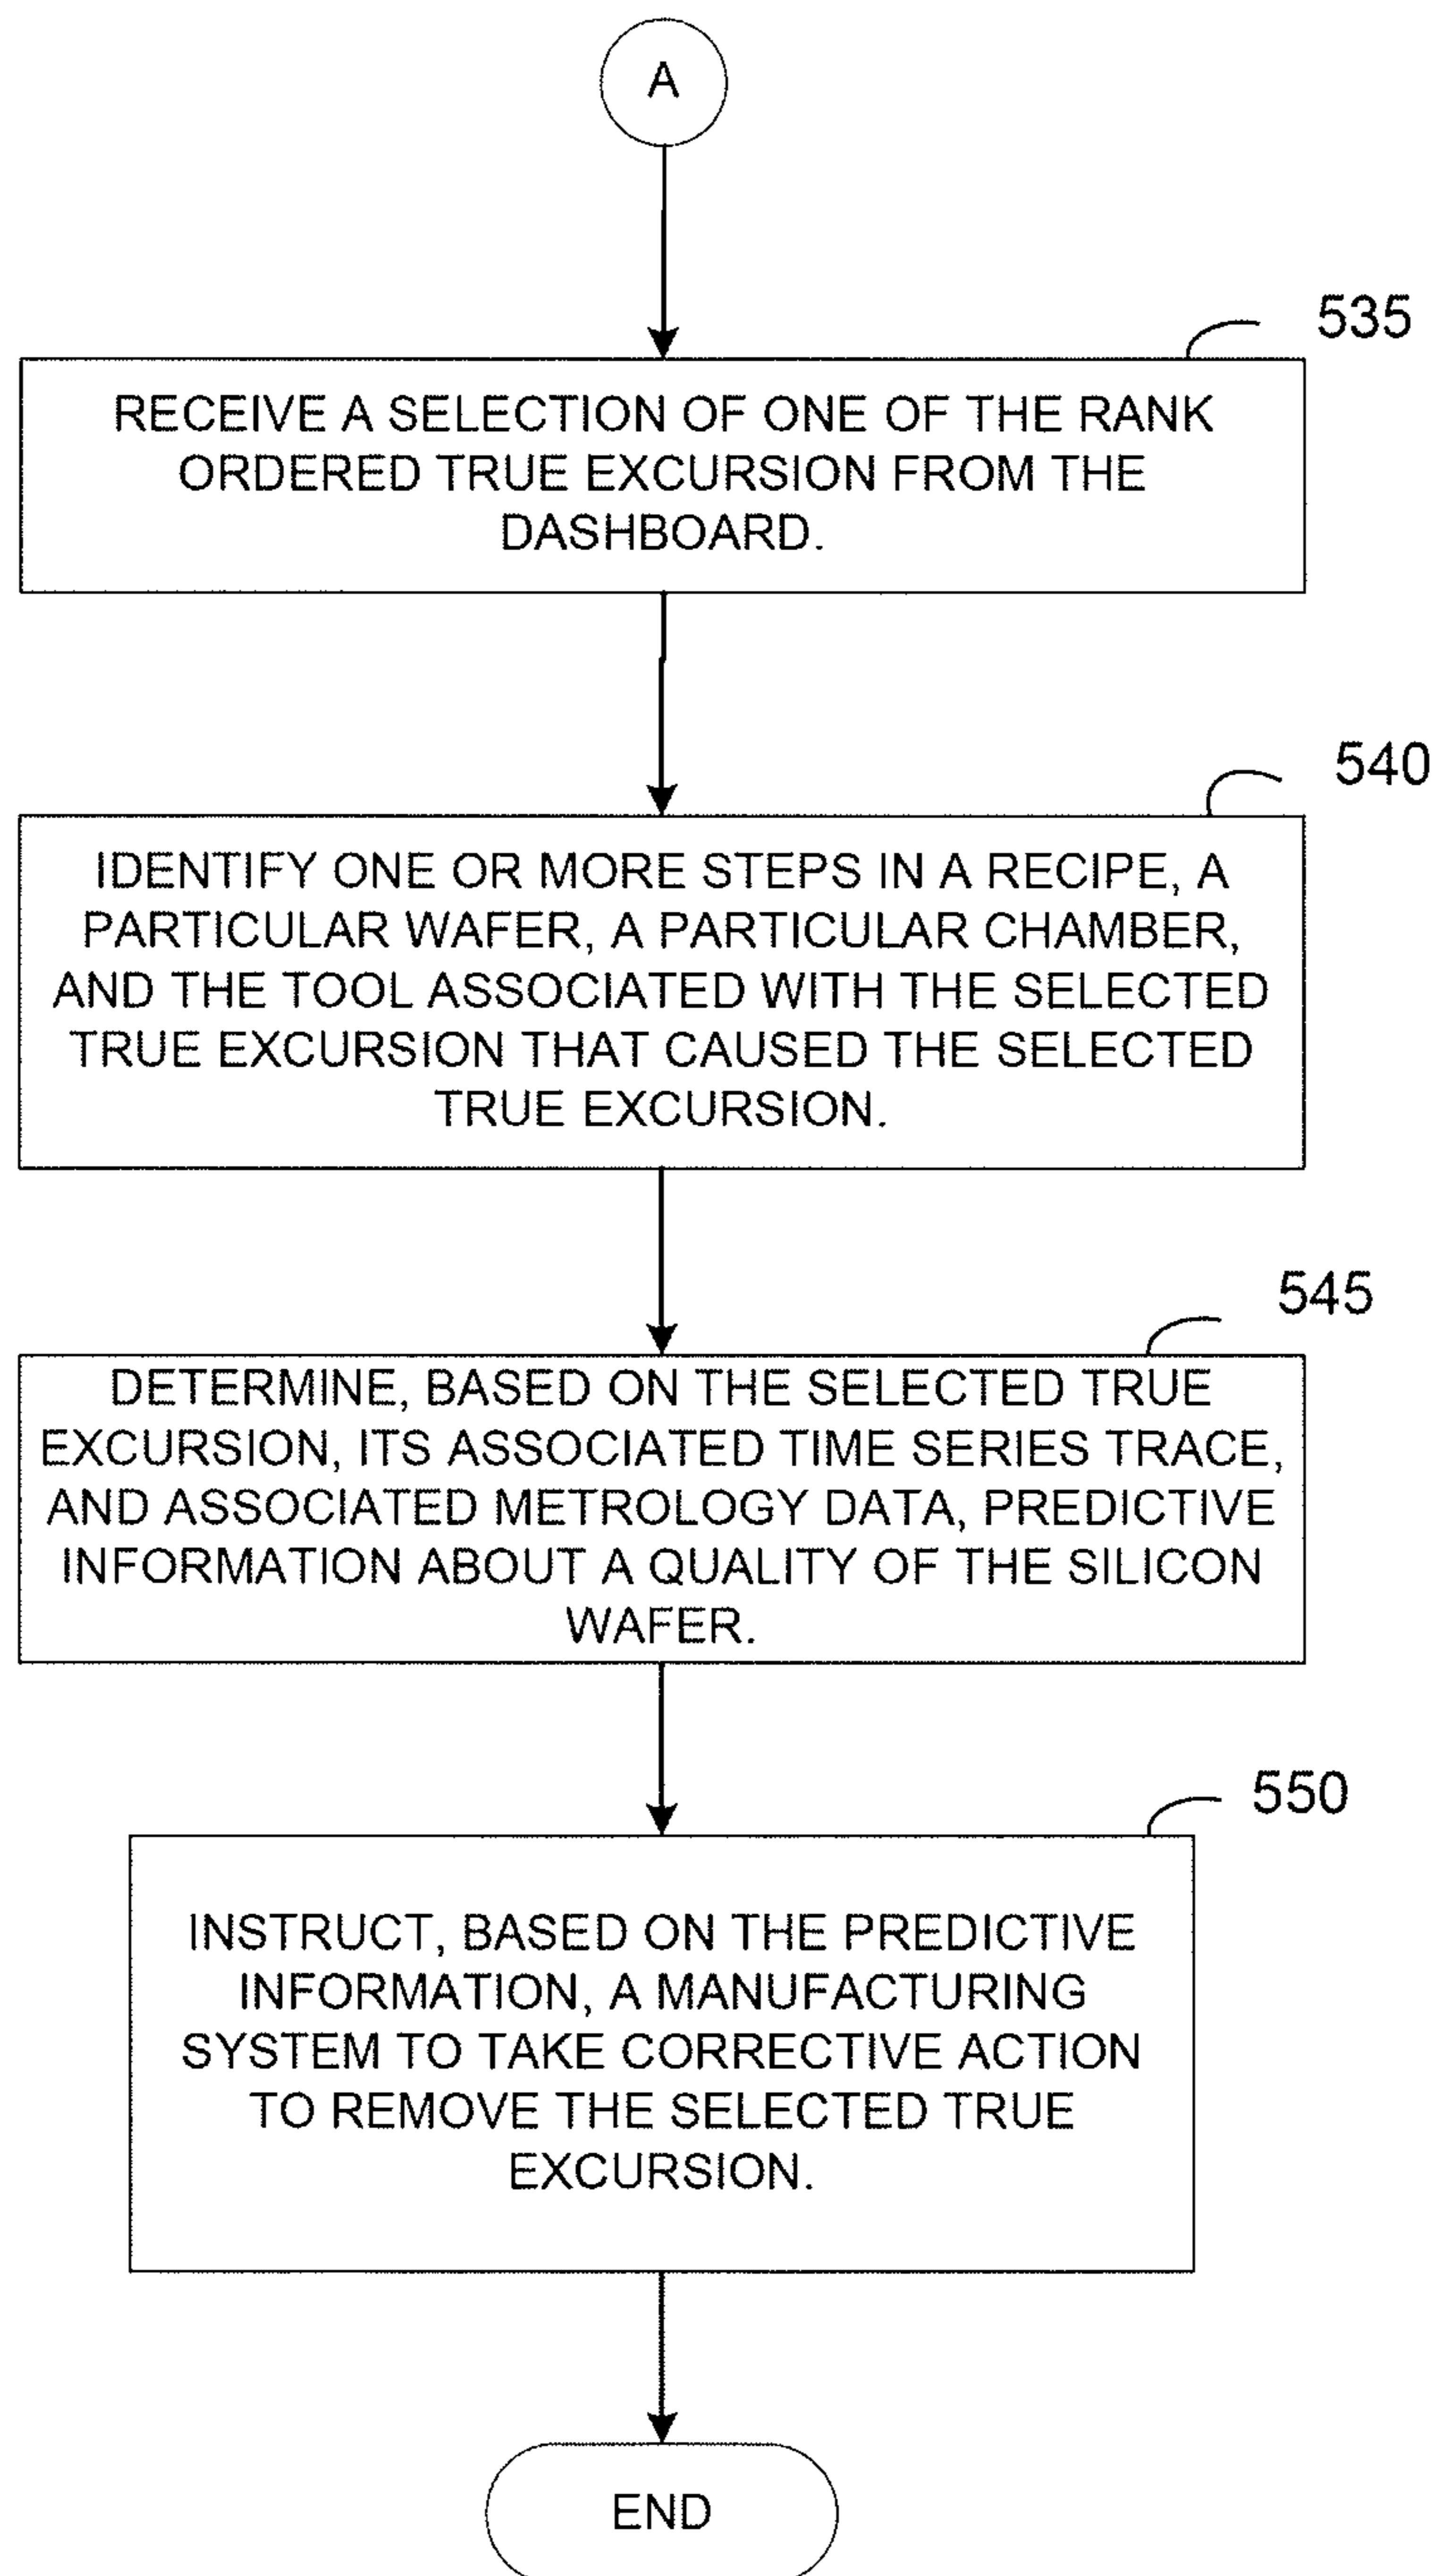 A
535
RECEIVE A SELECTION OF ONE OF THE RANK
ORDERED TRUE EXCURSION FROM THE
DASHBOARD.
540
IDENTIFY ONE OR MORE STEPS IN A RECIPE, A
PARTICULAR WAFER, A PARTICULAR CHAMBER,
AND THE TOOL ASSOCIATED WITH THE SELECTED
TRUE EXCURSION THAT CAUSED THE SELECTED
TRUE EXCURSION.
545
DETERMINE, BASED ON THE SELECTED TRUE
EXCURSION, ITS ASSOCIATED TIME SERIES TRACE,
AND ASSOCIATED METROLOGY DATA, PREDICTIVE
INFORMATION ABOUT A QUALITY OF THE SILICON
WAFER.
550
INSTRUCT, BASED ON THE PREDICTIVE
INFORMATION, A MANUFACTURING
SYSTEM TO TAKE CORRECTIVE ACTION
TO REMOVE THE SELECTED TRUE
EXCURSION.
END